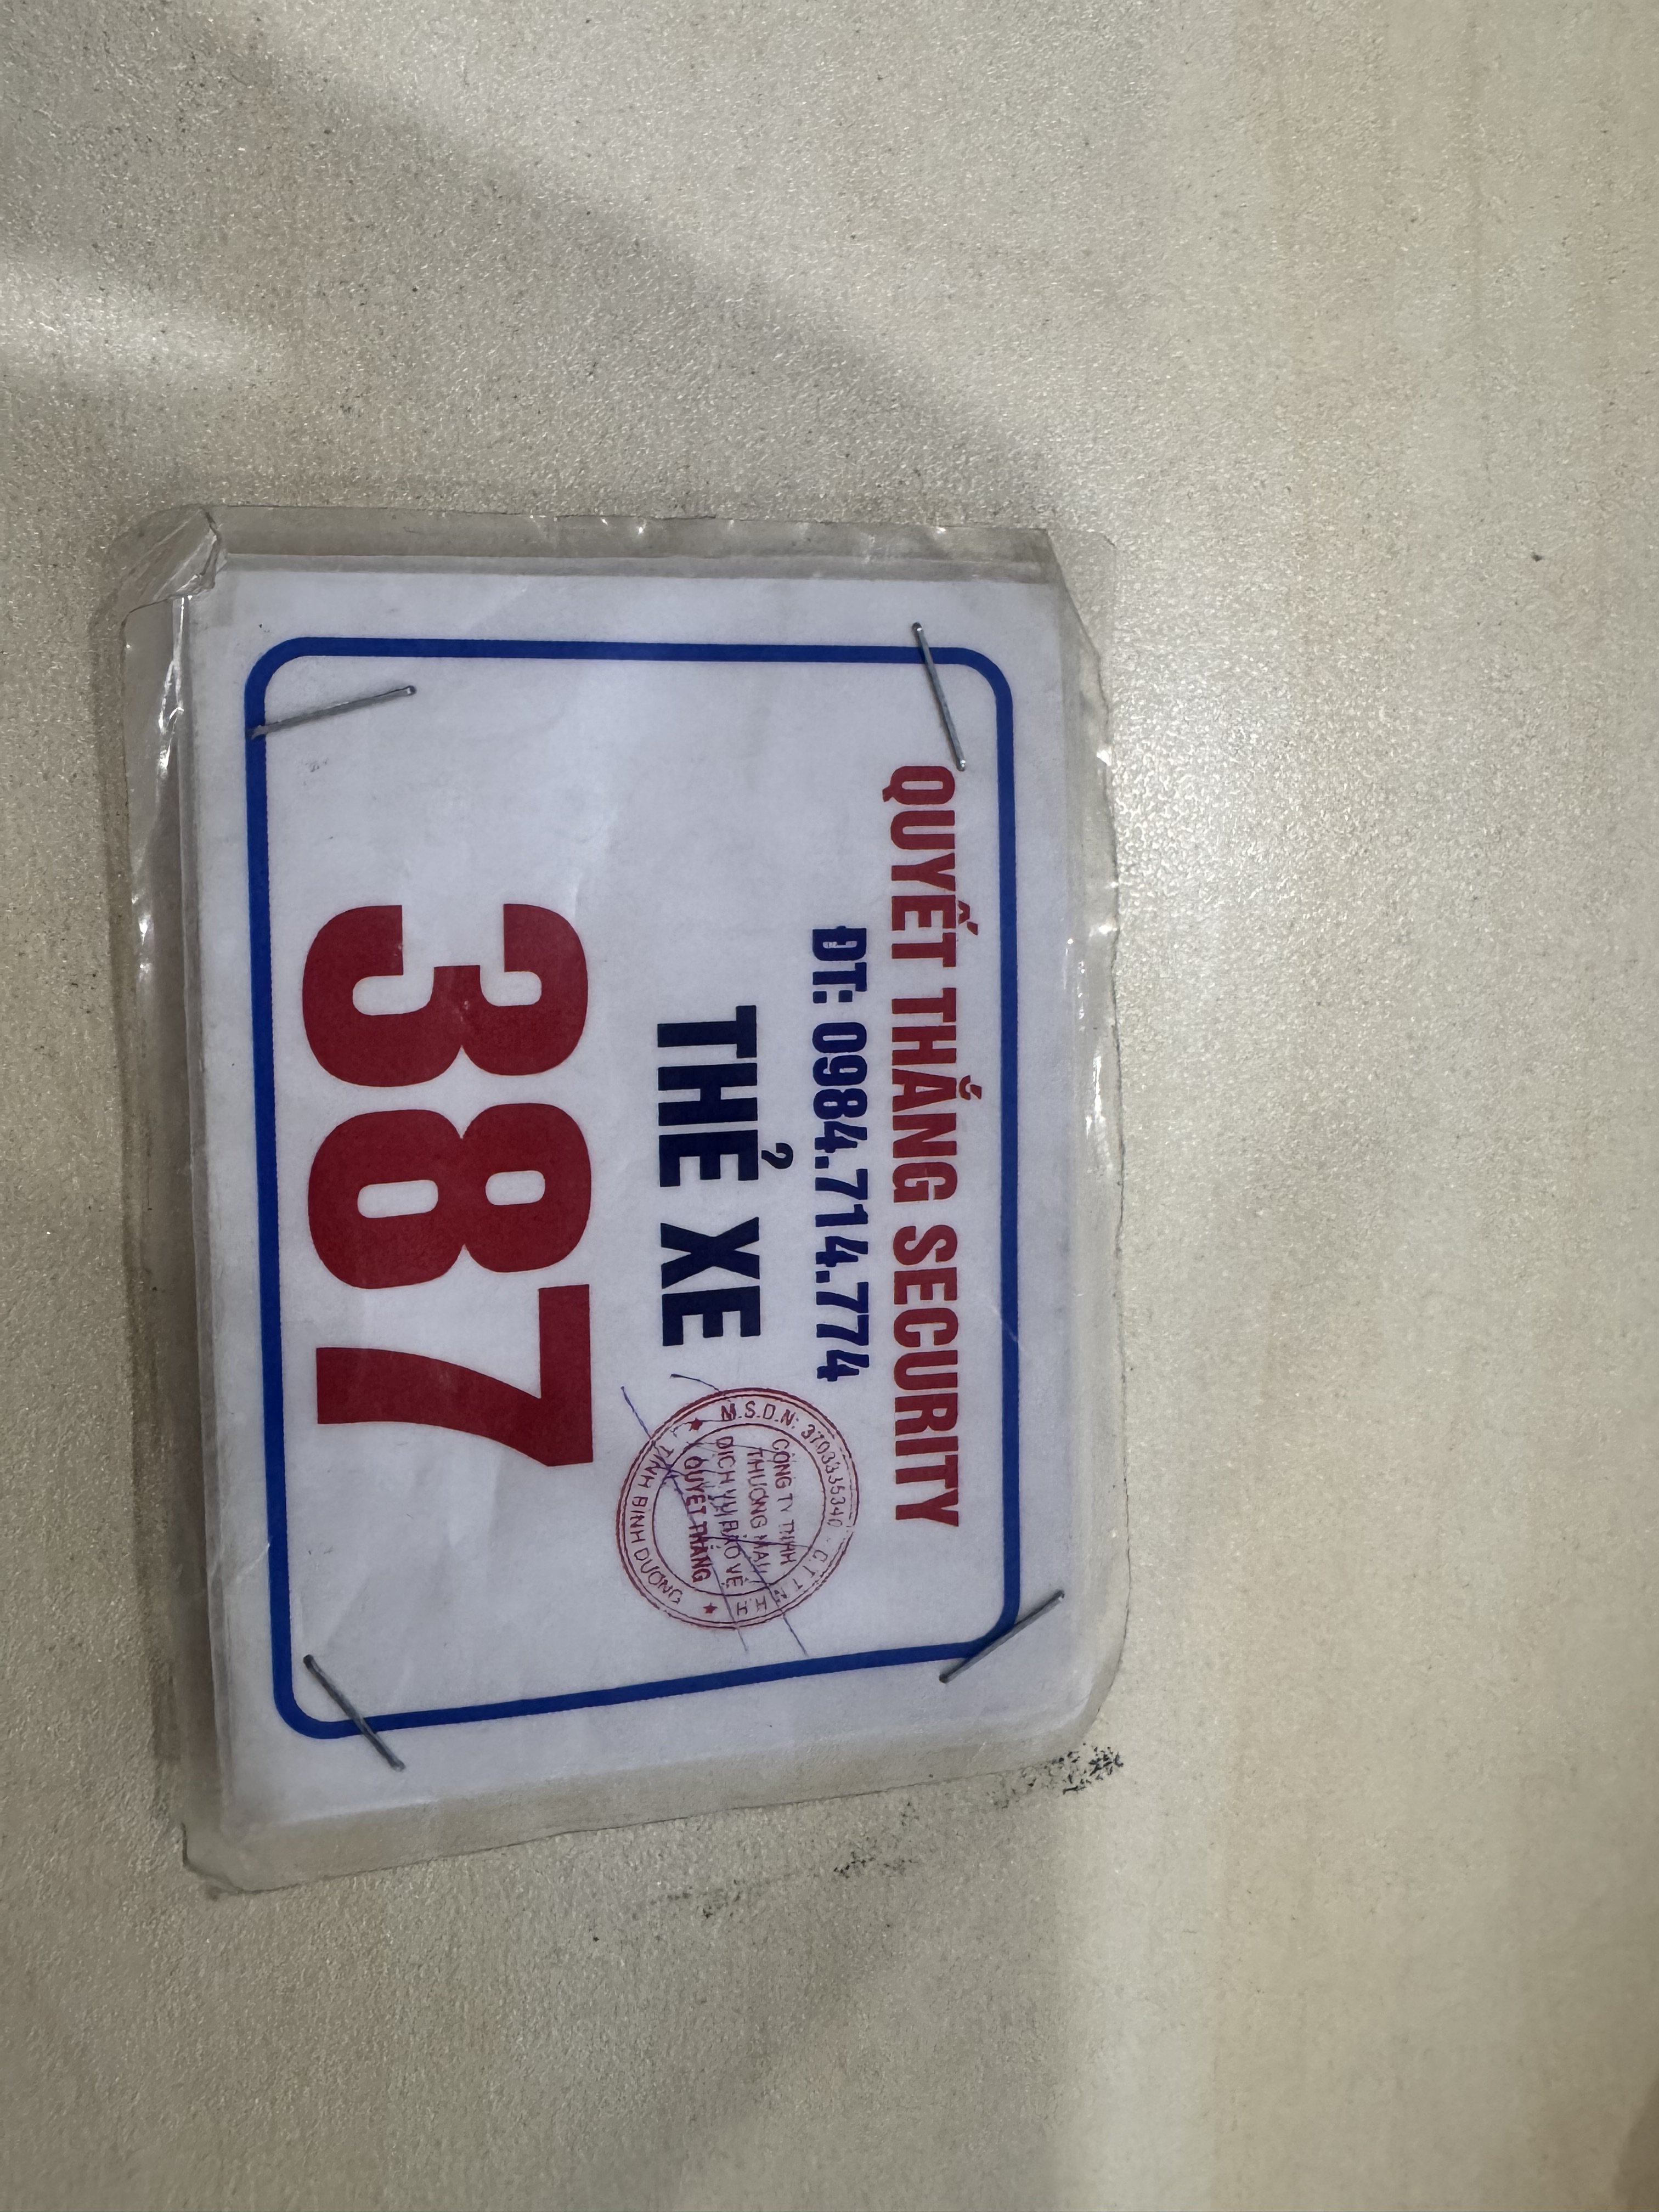 QUYẾT THẮNG SECURITY
ĐT: 0984.714.774
THẺ XE
387
M.S.D.N: 3703335340 - C.T.T.N.H.H
CÔNG TY TNHH
THƯƠNG MẠI
DỊCH VỤ BẢO VỆ
QUYẾT THẮNG
TỈNH BÌNH DƯƠNG